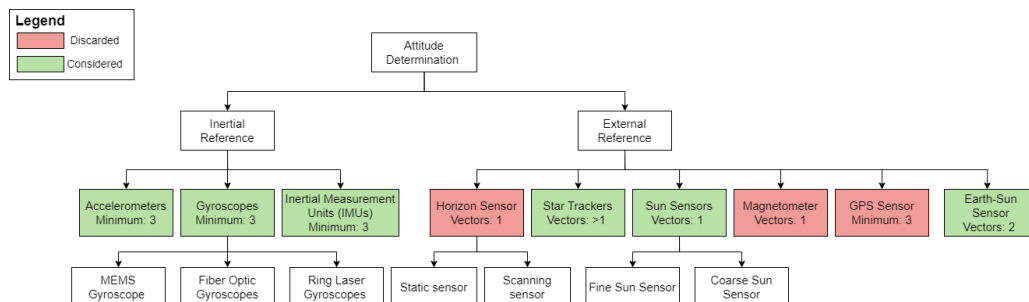 Legend
Discarded
Considered
Attitude
Determination
Inertial
Reference
External
Reference
Accelerometers
Minimum: 3
Gyroscopes
Minimum: 3
Inertial Measurement
Units (IMUs)
Minimum: 3
Horizon Sensor
Vectors: 1
Star Trackers
Vectors: >1
Sun Sensors
Vectors: 1
Magnetometer
Vectors: 1
GPS Sensor
Minimum: 3
Earth-Sun
Sensor
Vectors: 2
MEMS
Gyroscope
Fiber Optic
Gyroscopes
Ring Laser
Gyroscopes
Static sensor
Scanning
sensor
Fine Sun Sensor
Coarse Sun
Sensor